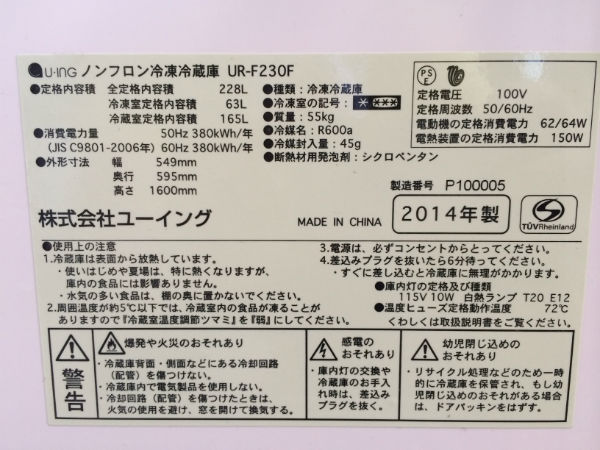 U-ING ノンフロン冷凍冷蔵庫 UR-F230F
●定格内容積 全定格内容積 228L
冷凍室定格内容積 63L
冷蔵室定格内容積 165L
●消費電力量 50Hz 380kWh/年
(JIS C9801-2006年) 60Hz 380kWh/年
●外形寸法 幅 549mm
奥行 595mm
高さ 1600mm
●種類：冷凍冷蔵庫
●冷凍室の記号：
●質量：55kg
●冷媒名：R600a
●冷媒封入量：45g
●断熱材用発泡剤：シクロペンタン
PSE
定格電圧 100V
定格周波数 50/60Hz
電動機の定格消費電力 62/64W
電熱装置の定格消費電力 150W
製造番号 P100005
株式会社ユーイング
MADE IN CHINA
2014年製
TÜVRheinland
●使用上の注意
1.冷蔵庫は表面から放熱しています。
・使いはじめや夏場は、特に熱くなりますが、
庫内の食品には影響ありません。
・水気の多い食品は、棚の奥に置かないでください。
2.周囲温度が約5℃以下では、冷蔵室内の食品が凍ることが
ありますので『冷蔵室温度調節ツマミ』を『弱』にしてください。
3.電源は、必ずコンセントからとってください。
4.差込みプラグを抜いたら6分待ってください。
・すぐに差し込むと冷蔵庫に無理がかかります。
●庫内灯の定格及び種類
115V 10W 白熱ランプ T20 E12
●温度ヒューズ定格動作温度 72℃
くわしくは取扱説明書をご覧ください。
警告
爆発や火災のおそれあり
・冷蔵庫背面・側面などにある冷却回路
(配管)を傷つけない。
・冷蔵庫内で電気製品を使用しない。
・冷却回路(配管)を傷つけたときは、
火気の使用を避け、窓を開けて換気する。
感電の
おそれあり
・庫内灯の交換や
冷蔵庫のお手入
れ時は、差込み
プラグを抜く。
幼児閉じ込めの
おそれあり
・リサイクル処理などのため一時
的に冷蔵庫を保管され、もし幼
児閉じ込めのおそれがある場合
は、ドアパッキンをはずす。